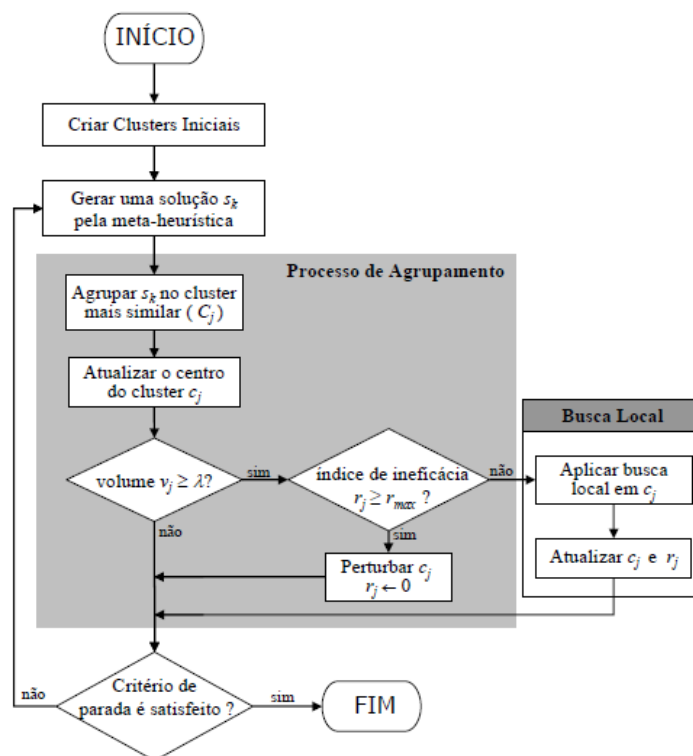 INÍCIO
Criar Clusters Iniciais
Gerar uma solução sk
pela meta-heurística
Processo de Agrupamento
Agrupar sk no cluster
mais similar ( Cj )
Atualizar o centro
do cluster cj
volume vj ≥ λ?
sim
não
índice de ineficácia
rj ≥ rmax ?
não
sim
Perturbar cj
rj ← 0
Busca Local
Aplicar busca
local em cj
Atualizar cj e rj
Critério de
parada é satisfeito ?
não
sim
FIM